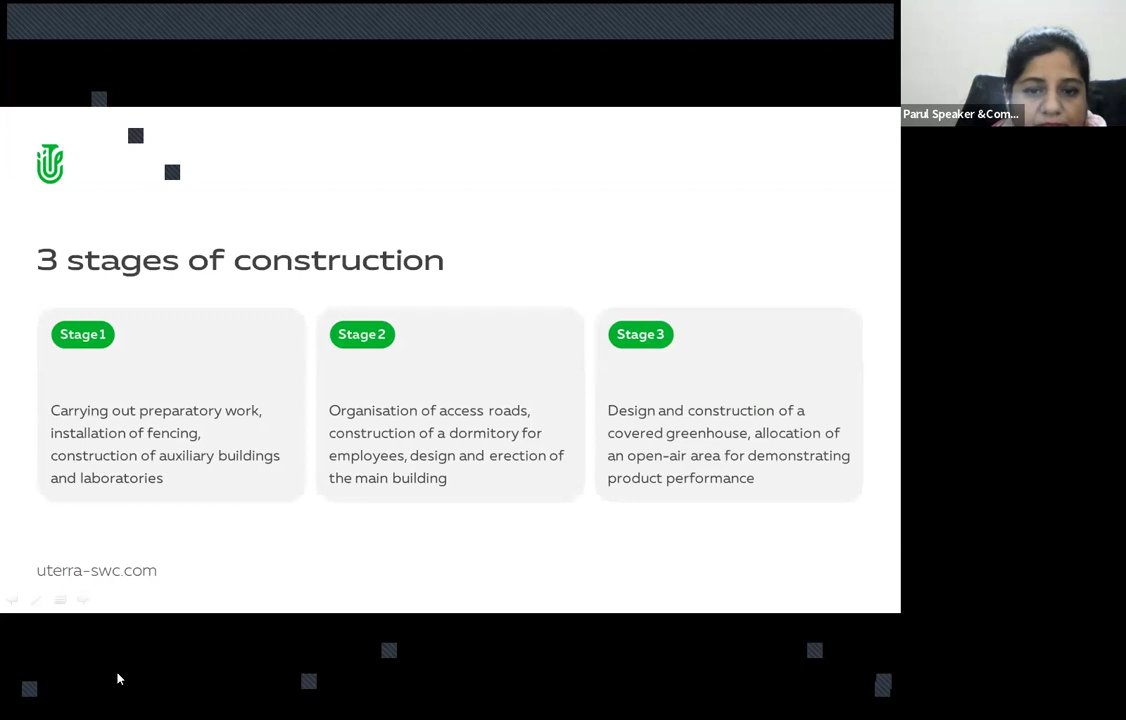 Parul Speaker &Com...
3 stages of construction
Stage 1
Carrying out preparatory work,
installation of fencing,
construction of auxiliary buildings
and laboratories
Stage 2
Organisation of access roads,
construction of a dormitory for
employees, design and erection of
the main building
Stage 3
Design and construction of a
covered greenhouse, allocation of
an open-air area for demonstrating
product performance
uterra-swc.com